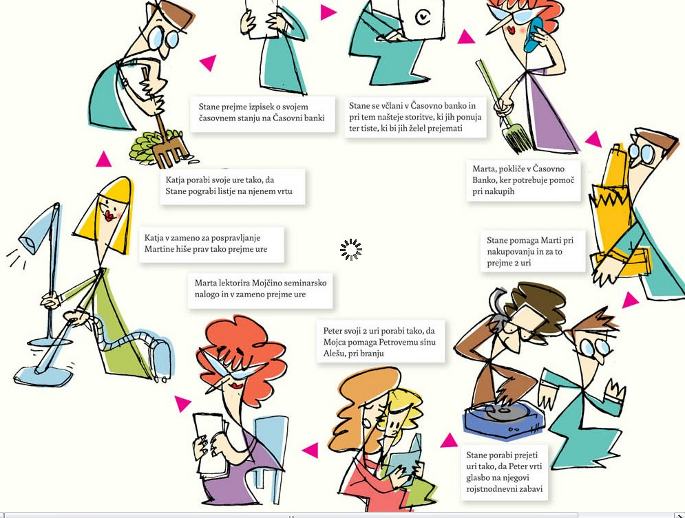 Stane prejme izpisek o svojem
časovnem stanju na Časovni banki
Stane se včlani v Časovno banko in
pri tem našteje storitve, ki jih ponuja
ter tiste, ki bi jih želel prejemati
Marta, pokliče v Časovno
Banko, ker potrebuje pomoč
pri nakupih
Stane pomaga Marti pri
nakupovanju in za to
prejme 2 uri
Stane porabi prejeti
uri tako, da Peter vrti
glasbo na njegovi
rojstnodnevni zabavi
Peter svoji 2 uri porabi tako, da
Mojca pomaga Petrovemu sinu
Alešu, pri branju
Marta lektorira Mojčino seminarsko
nalogo in v zameno prejme ure
Katja v zameno za pospravljanje
Martine hiše prav tako prejme ure
Katja porabi svoje ure tako, da
Stane pograbi listje na njenem vrtu